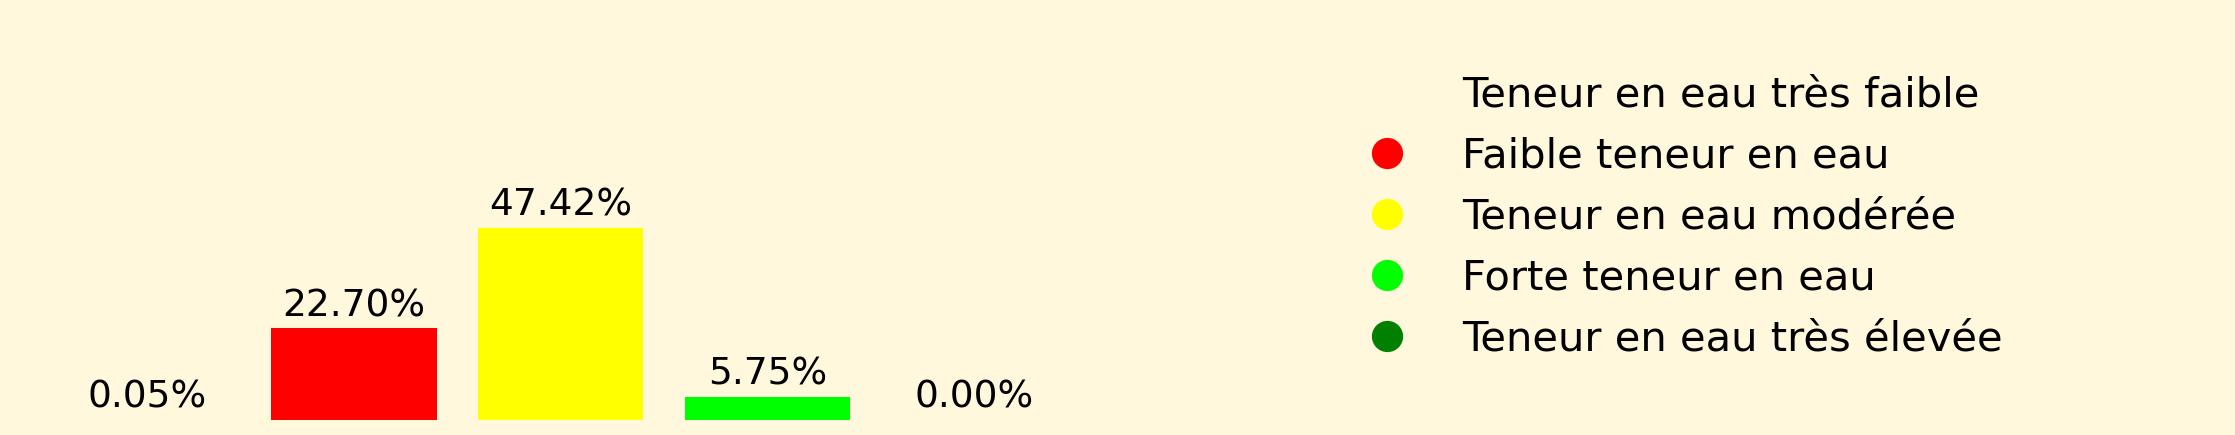 47.42%
22.70%
5.75%
0.05%
0.00%
Teneur en eau très faible
Faible teneur en eau
Teneur en eau modérée
Forte teneur en eau
Teneur en eau très élevée